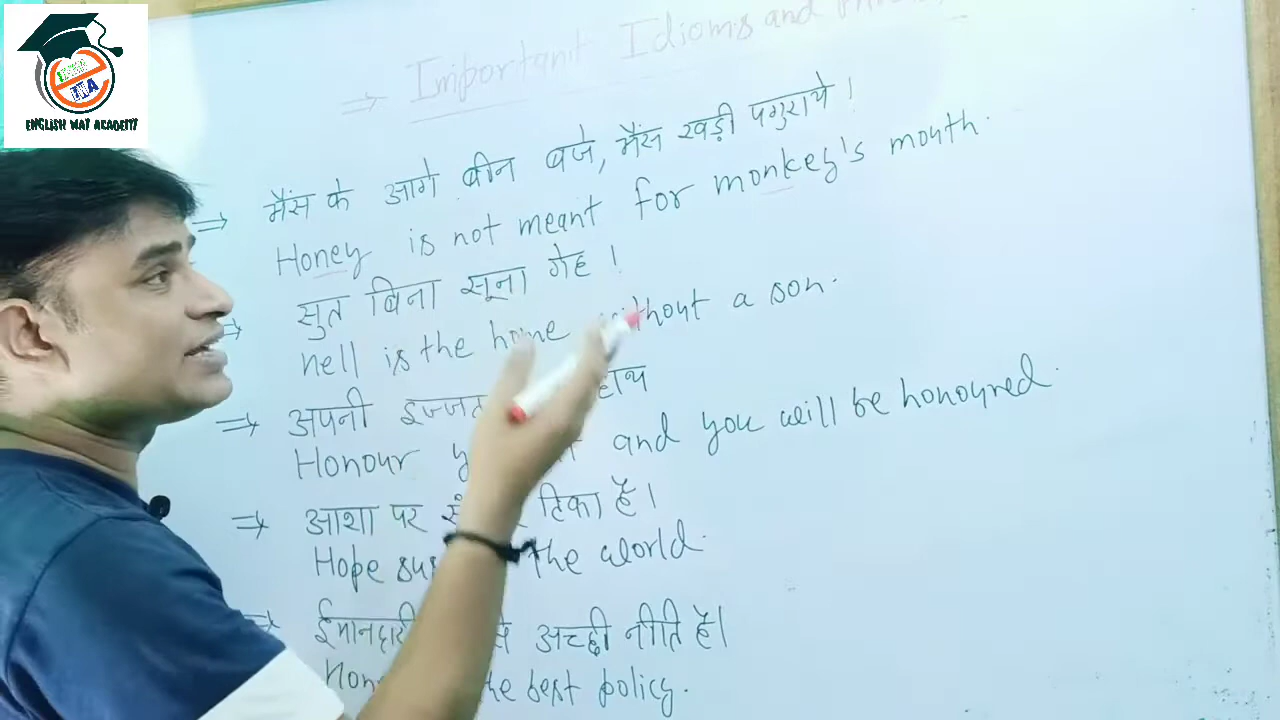 ENGLISH WAY ACADEMY
⇒ Important Idioms and
⇒ भैंस के आगे बीन बजे, भैंस खड़ी पगुराये।
Honey is not meant for monkey's mouth.
⇒ सुत बिना सूना गेह।
Hell is the home without a son.
⇒ अपनी इज्जत हाथ
Honour and you will be honoured.
⇒ आशा पर टिका है।
Hope the world.
⇒ अच्छी नीति है।
the best policy.